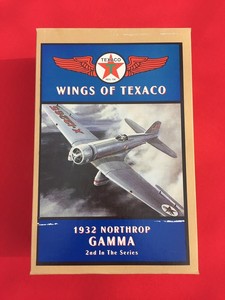 TEXACO
WINGS OF TEXACO
1932 NORTHROP
GAMMA
2nd In The Series